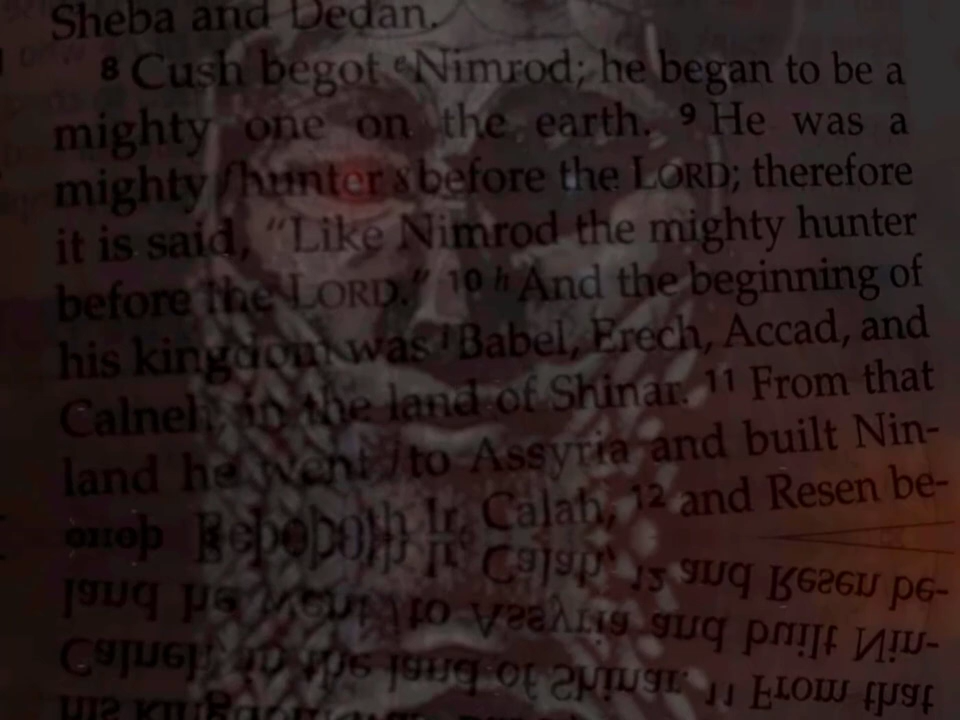 Sheba and Dedan.
8 Cush begot e Nimrod; he began to be a
mighty one on the earth. 9 He was a
mighty f hunter g before the LORD; therefore
it is said, "Like Nimrod the mighty hunter
before the LORD." 10 h And the beginning of
his kingdom was i Babel, Erech, Accad, and
Calneh, in the land of Shinar. 11 From that
land he went j to Assyria and built Nin-
Ir, Calah, 12 and Resen be-